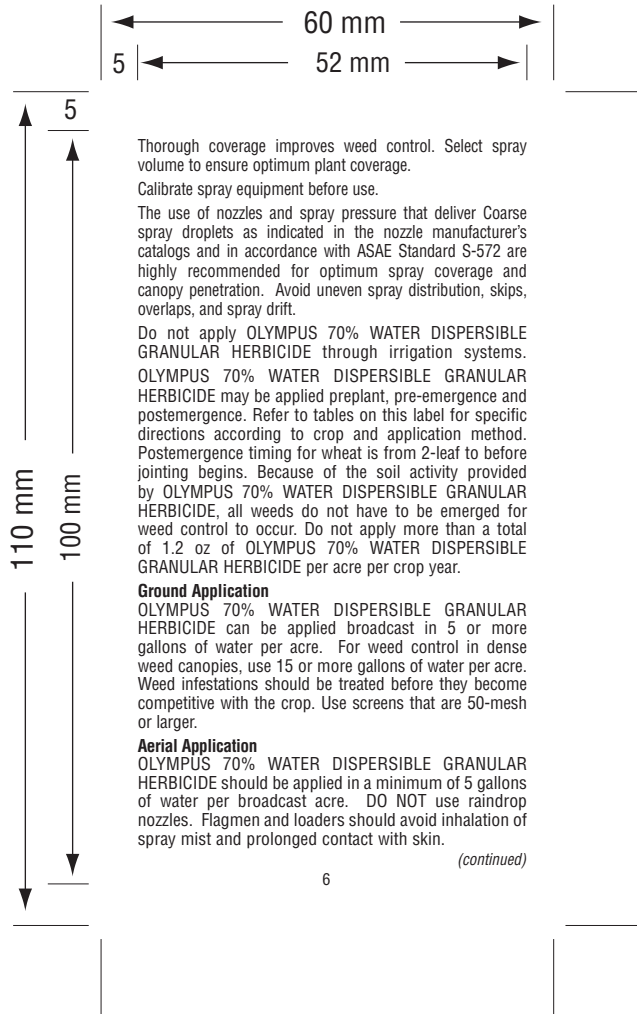 60 mm
5 52 mm
5
110 mm
100 mm
Thorough coverage improves weed control. Select spray
volume to ensure optimum plant coverage.
Calibrate spray equipment before use.
The use of nozzles and spray pressure that deliver Coarse
spray droplets as indicated in the nozzle manufacturer's
catalogs and in accordance with ASAE Standard S-572 are
highly recommended for optimum spray coverage and
canopy penetration. Avoid uneven spray distribution, skips,
overlaps, and spray drift.
Do not apply OLYMPUS 70% WATER DISPERSIBLE
GRANULAR HERBICIDE through irrigation systems.
OLYMPUS 70% WATER DISPERSIBLE GRANULAR
HERBICIDE may be applied preplant, pre-emergence and
postemergence. Refer to tables on this label for specific
directions according to crop and application method.
Postemergence timing for wheat is from 2-leaf to before
jointing begins. Because of the soil activity provided
by OLYMPUS 70% WATER DISPERSIBLE GRANULAR
HERBICIDE, all weeds do not have to be emerged for
weed control to occur. Do not apply more than a total
of 1.2 oz of OLYMPUS 70% WATER DISPERSIBLE
GRANULAR HERBICIDE per acre per crop year.
Ground Application
OLYMPUS 70% WATER DISPERSIBLE GRANULAR
HERBICIDE can be applied broadcast in 5 or more
gallons of water per acre. For weed control in dense
weed canopies, use 15 or more gallons of water per acre.
Weed infestations should be treated before they become
competitive with the crop. Use screens that are 50-mesh
or larger.
Aerial Application
OLYMPUS 70% WATER DISPERSIBLE GRANULAR
HERBICIDE should be applied in a minimum of 5 gallons
of water per broadcast acre. DO NOT use raindrop
nozzles. Flagmen and loaders should avoid inhalation of
spray mist and prolonged contact with skin.
(continued)
6